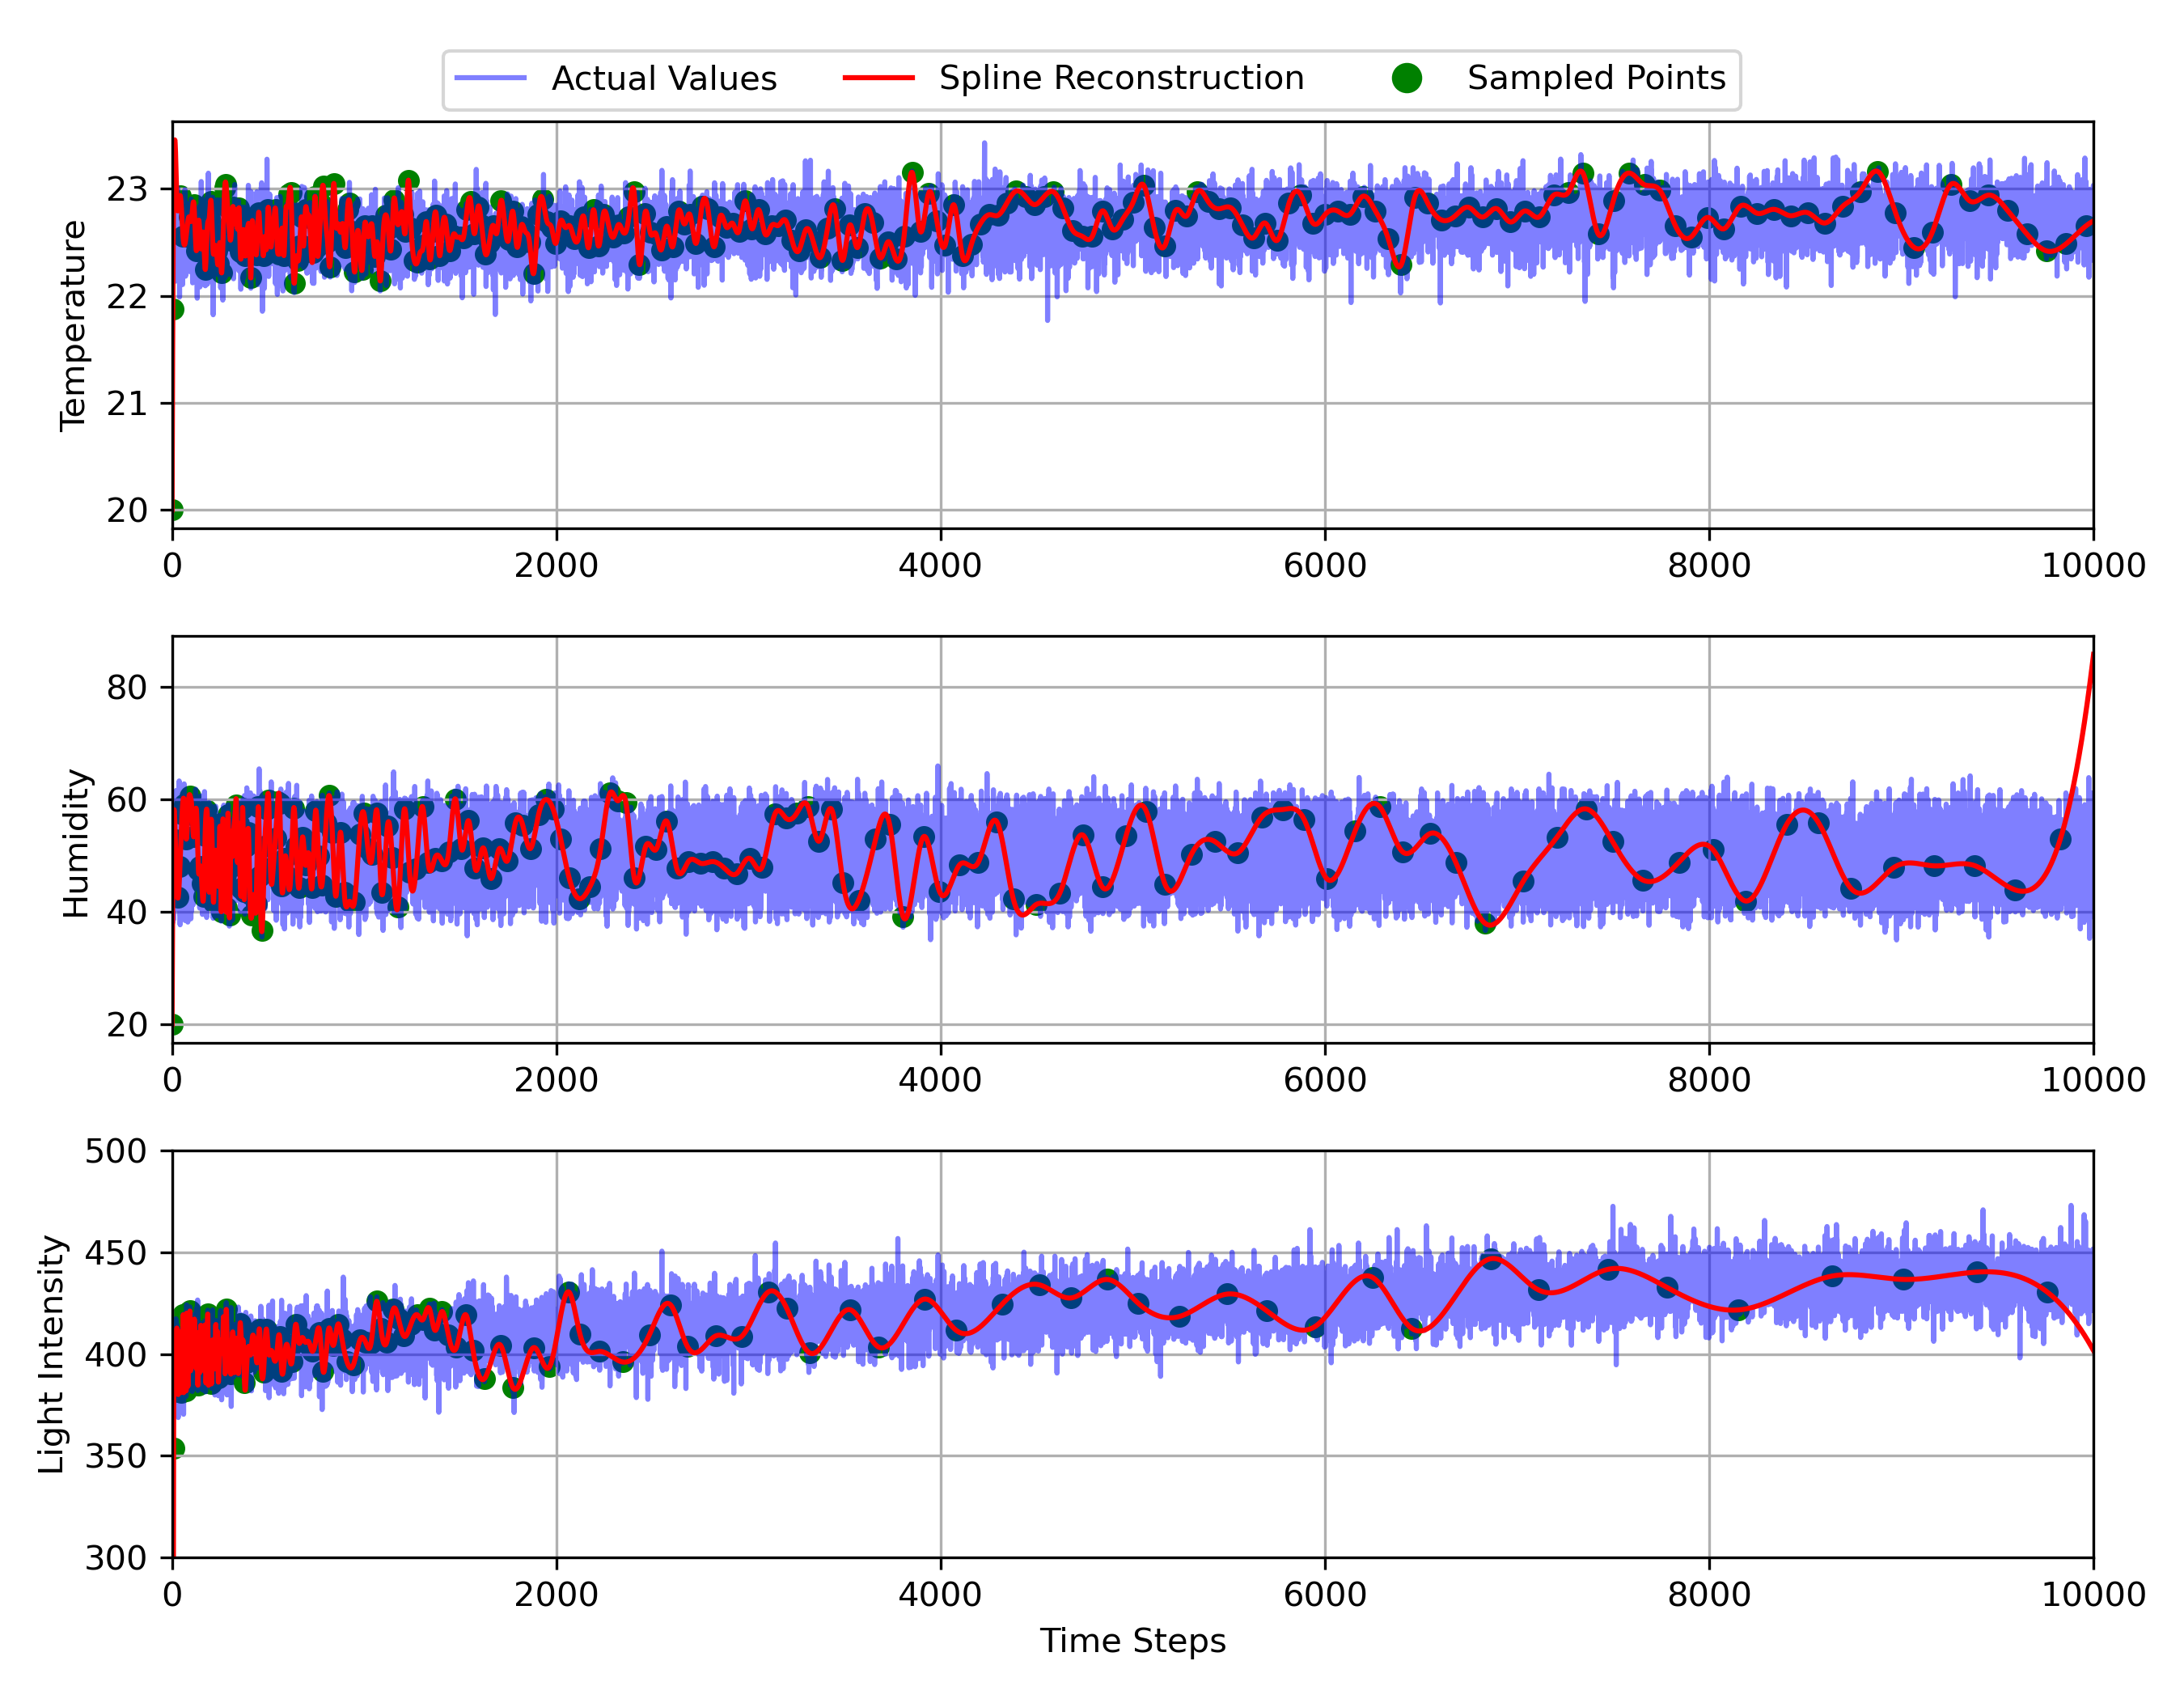 Actual Values Spline Reconstruction Sampled Points
23
22
21
20
Temperature
0 2000 4000 6000 8000 10000
80
60
40
20
Humidity
0 2000 4000 6000 8000 10000
500
450
400
350
300
Light Intensity
0 2000 4000 6000 8000 10000
Time Steps